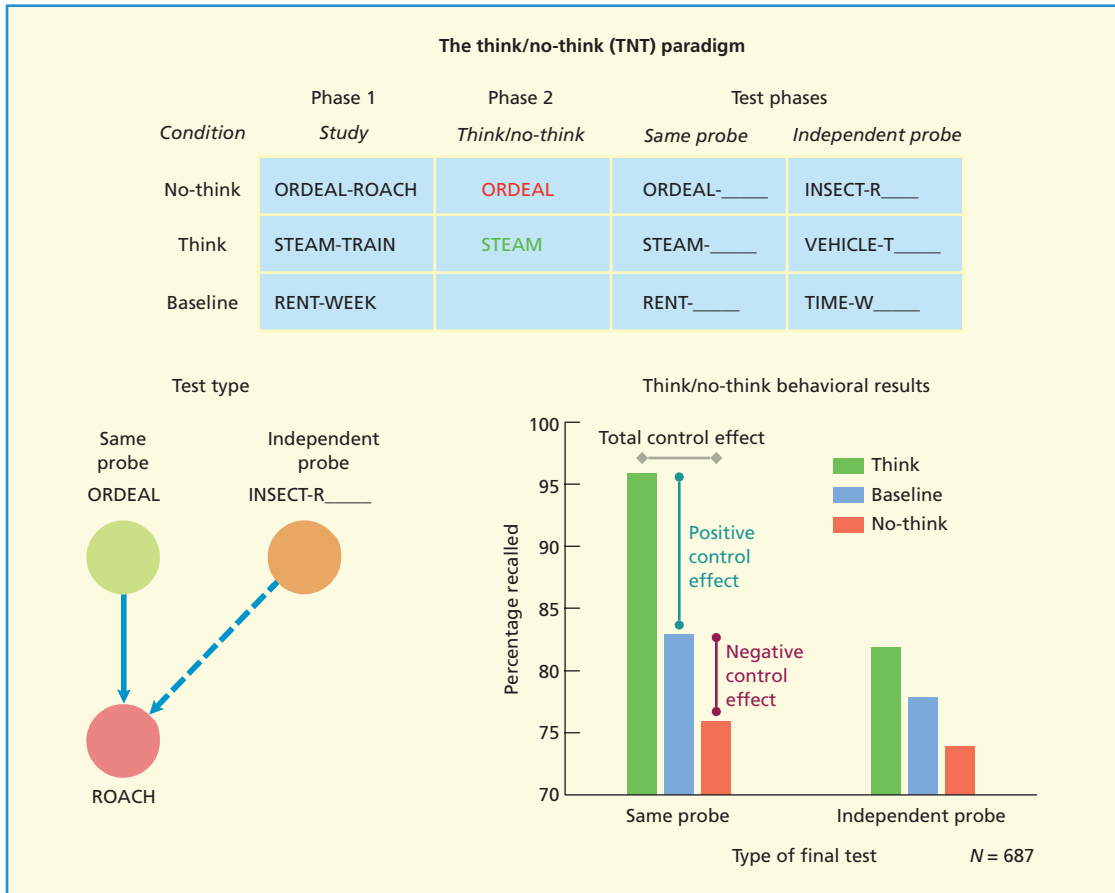 The think/no-think (TNT) paradigm
Phase 1 Phase 2 Test phases
Condition Study Think/no-think Same probe Independent probe
No-think ORDEAL-ROACH ORDEAL ORDEAL-_____ INSECT-R____
Think STEAM-TRAIN STEAM STEAM-_____ VEHICLE-T_____
Baseline RENT-WEEK RENT-_____ TIME-W_____
Test type
Same
probe
ORDEAL
Independent
probe
INSECT-R_____
ROACH
Think/no-think behavioral results
Percentage recalled
100
95
90
85
80
75
70
Total control effect
Positive
control
effect
Negative
control
effect
Think
Baseline
No-think
Same probe Independent probe
Type of final test N = 687